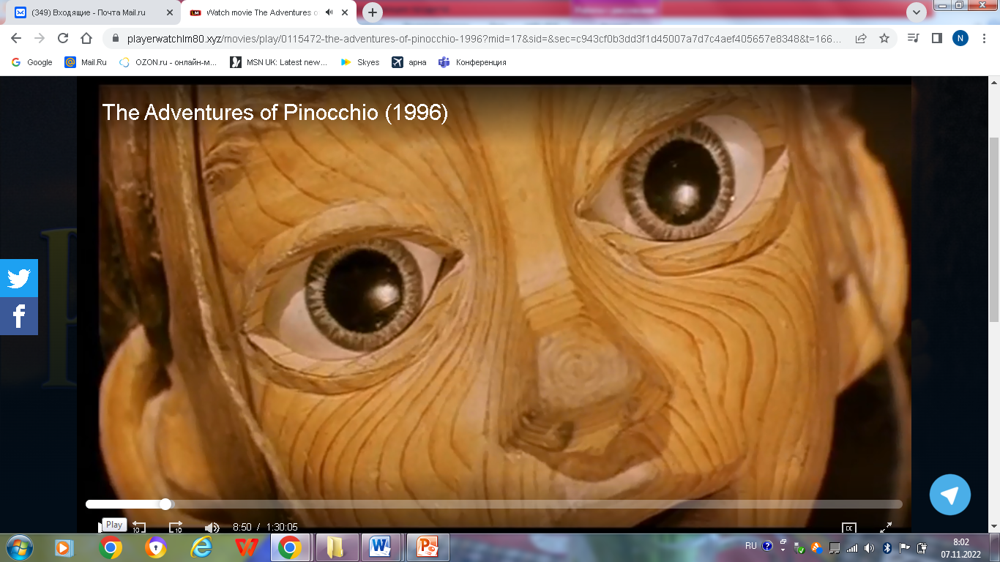 (349) Входящие - Почта Mail.ru
Watch movie The Adventures o
playerwatchlm80.xyz/movies/play/0115472-the-adventures-of-pinocchio-1996?mid=17&sid=&sec=c943cf0b3dd3f1d45007a7d7c4aef405657e8348&t=166...
N
Google
Mail.Ru
OZON.ru - онлайн-м...
MSN UK: Latest new...
Skyes
арна
Конференция
The Adventures of Pinocchio (1996)
Play
10
10
8:50 / 1:30:05
RU
8:02
07.11.2022